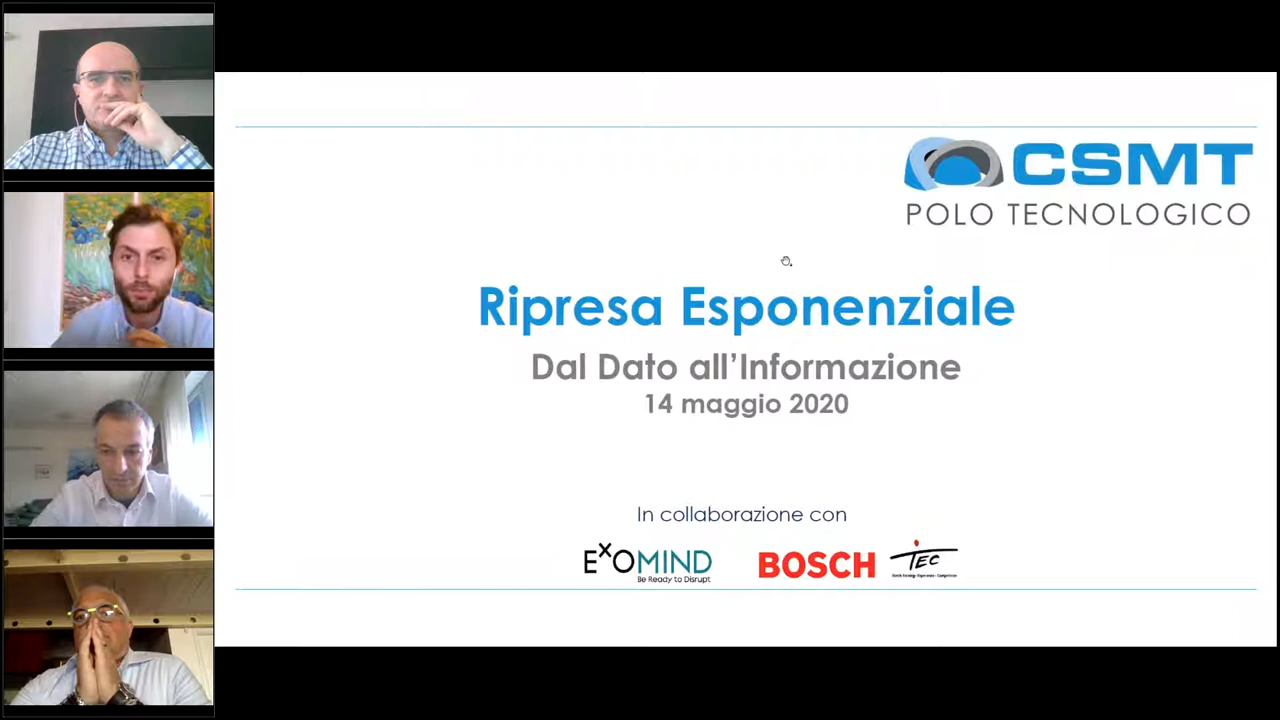 CSMT
POLO TECNOLOGICO
Ripresa Esponenziale
Dal Dato all'Informazione
14 maggio 2020
In collaborazione con
EXOMIND
Be Ready to Disrupt
BOSCH
TEC